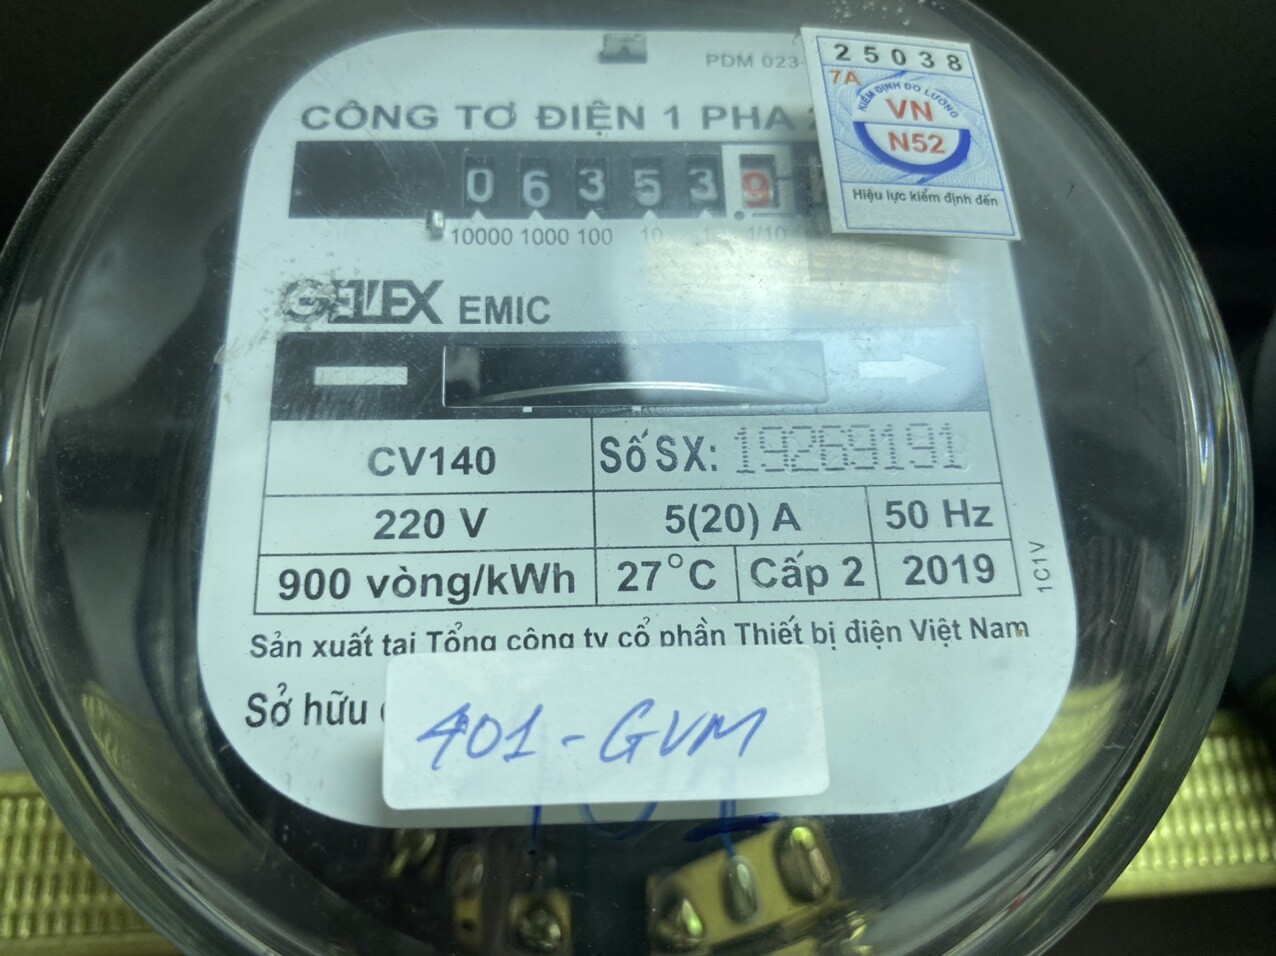 25038
7A
KIỂM ĐỊNH ĐO LƯỜNG
VN
N52
Hiệu lực kiểm định đến
PDM 023-
CÔNG TƠ ĐIỆN 1 PHA 2
0 6 3 5 3 9
10000 1000 100 10 1 1/10
GELEX EMIC
CV140 Số SX: 19269191
220 V 5(20) A 50 Hz
900 vòng/kWh 27°C Cấp 2 2019
1C1V
Sản xuất tại Tổng công ty cổ phần Thiết bị điện Việt Nam
Sở hữu
401-GVM